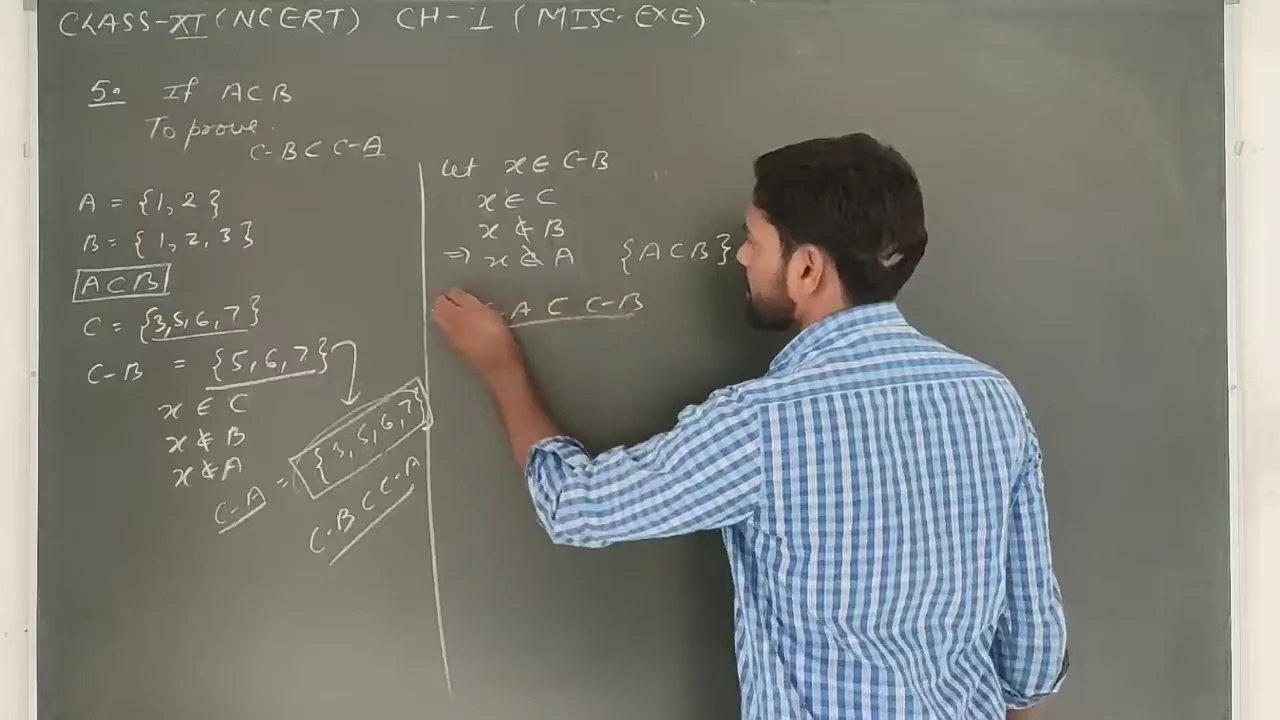 CLASS-XI (NCERT) CH-1 (MISC. EXE)
5. If A⊂B
To prove.
C-B⊂C-A
A = {1, 2}
B = {1, 2, 3}
A⊂B
C = {3, 5, 6, 7}
C-B = {5, 6, 7}
x ∈ C
x ∉ B
x ∉ A
C-A = {3, 5, 6, 7}
C-B⊂C-A
Let x ∈ C-B
x ∈ C
x ∉ B
⇒ x ∉ A {A⊂B}
A ⊂ C-B